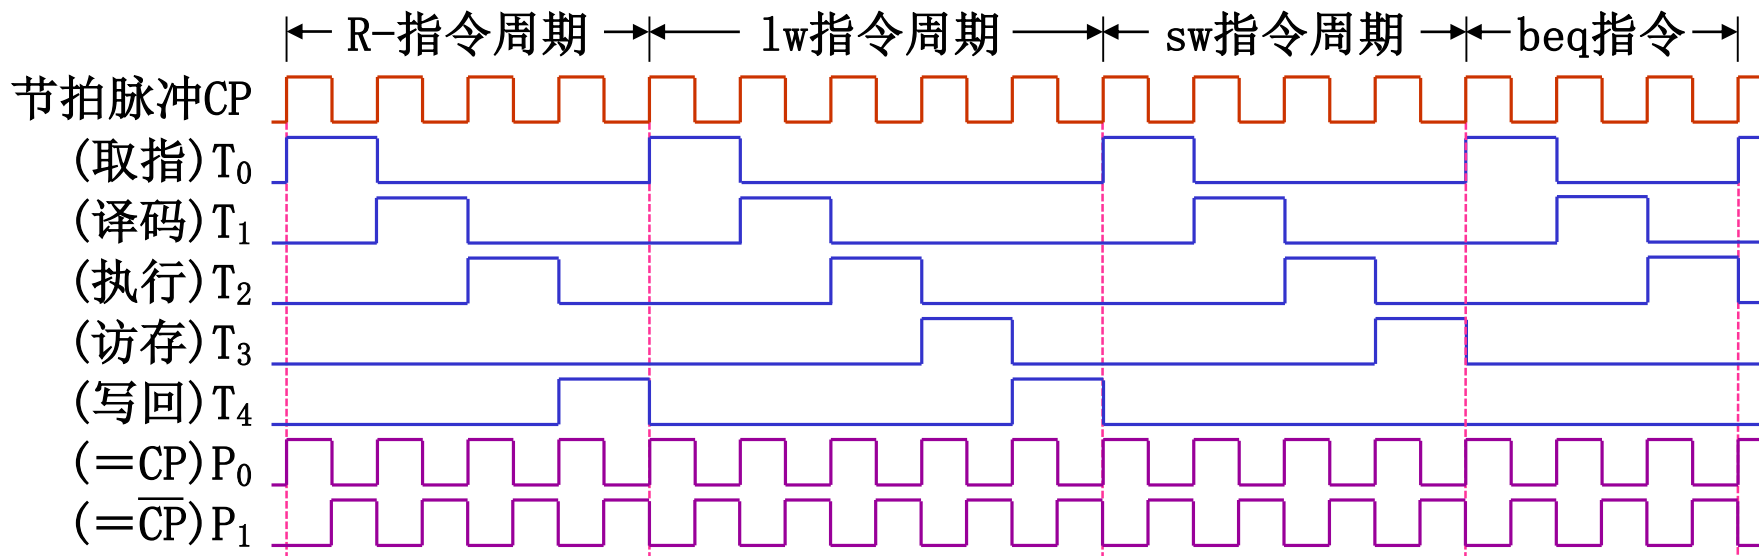 R-指令周期 lw指令周期 sw指令周期 beq指令
节拍脉冲CP
(取指)T₀
(译码)T₁
(执行)T₂
(访存)T₃
(写回)T₄
(=CP)P₀
(=C̅P̅)P₁